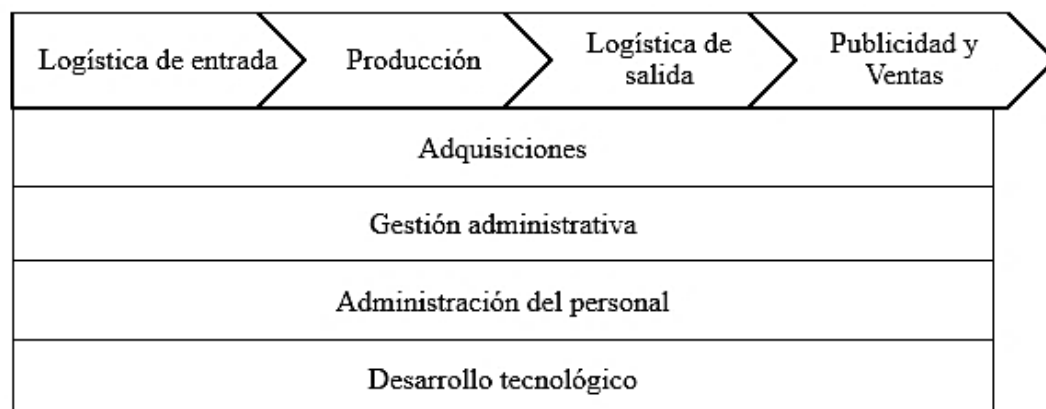 Logística de entrada
Producción
Logística de
salida
Publicidad y
Ventas
Adquisiciones
Gestión administrativa
Administración del personal
Desarrollo tecnológico